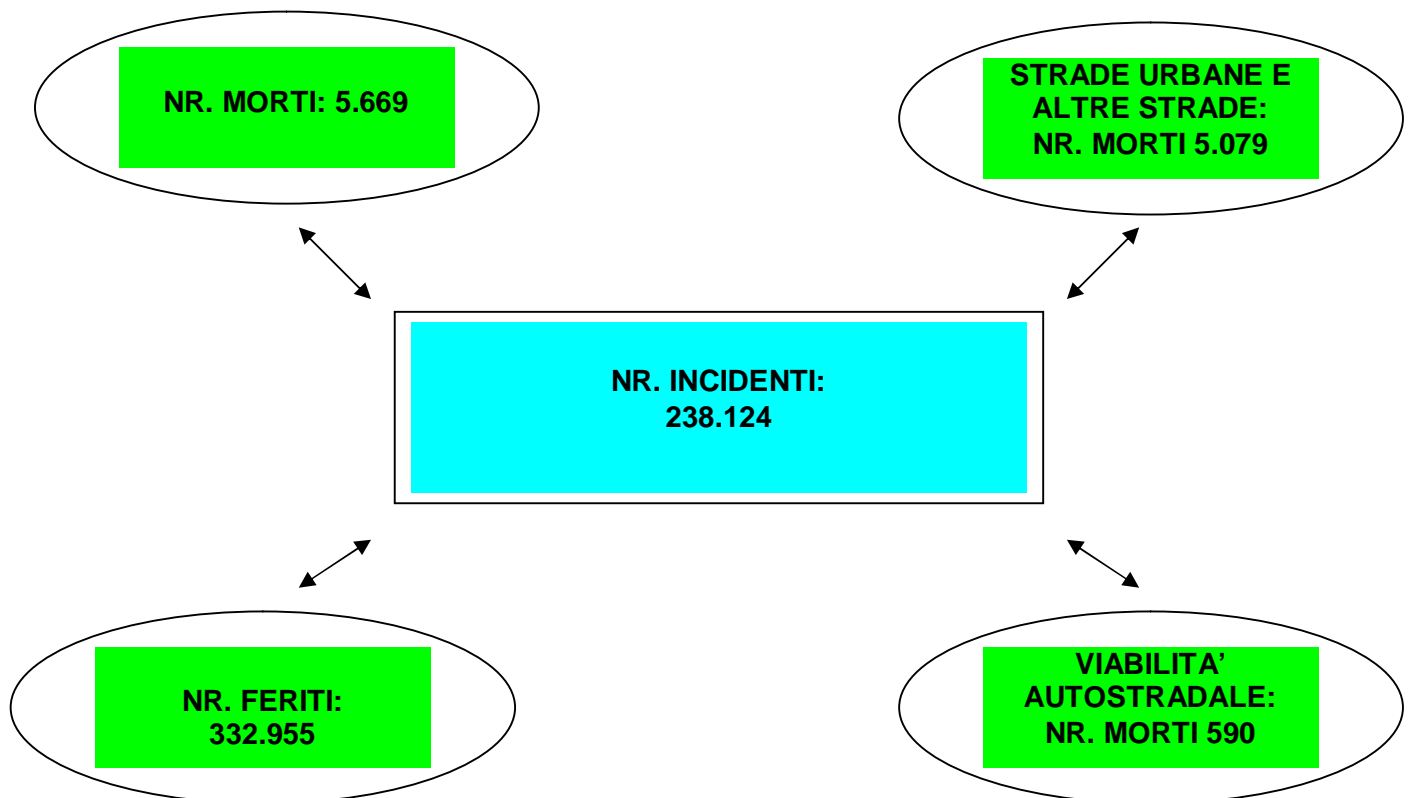 NR. MORTI: 5.669
STRADE URBANE E
ALTRE STRADE:
NR. MORTI 5.079
NR. INCIDENTI:
238.124
NR. FERITI:
332.955
VIABILITA’
AUTOSTRADALE:
NR. MORTI 590